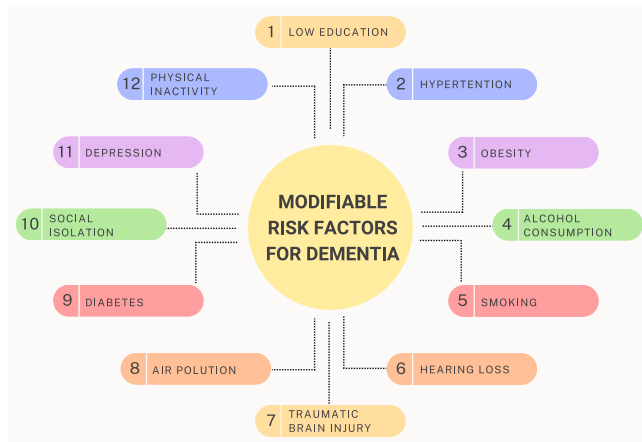 1 LOW EDUCATION
12 PHYSICAL
INACTIVITY
2 HYPERTENTION
11 DEPRESSION
3 OBESITY
MODIFIABLE
RISK FACTORS
FOR DEMENTIA
10 SOCIAL
ISOLATION
4 ALCOHOL
CONSUMPTION
9 DIABETES
5 SMOKING
8 AIR POLUTION
6 HEARING LOSS
7 TRAUMATIC
BRAIN INJURY